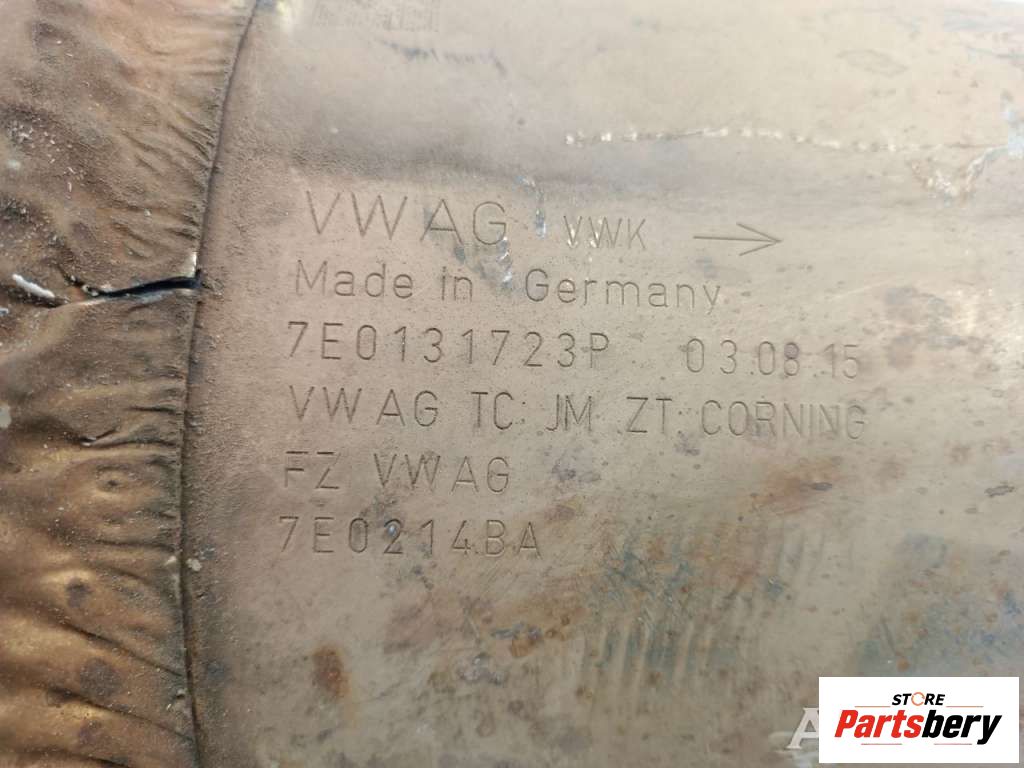 VWAG VWK →
Made in Germany
7E0131723P 03.08.15
VWAG TC JM ZT CORNING
FZ VWAG
7E0214BA
STORE
Partsbery